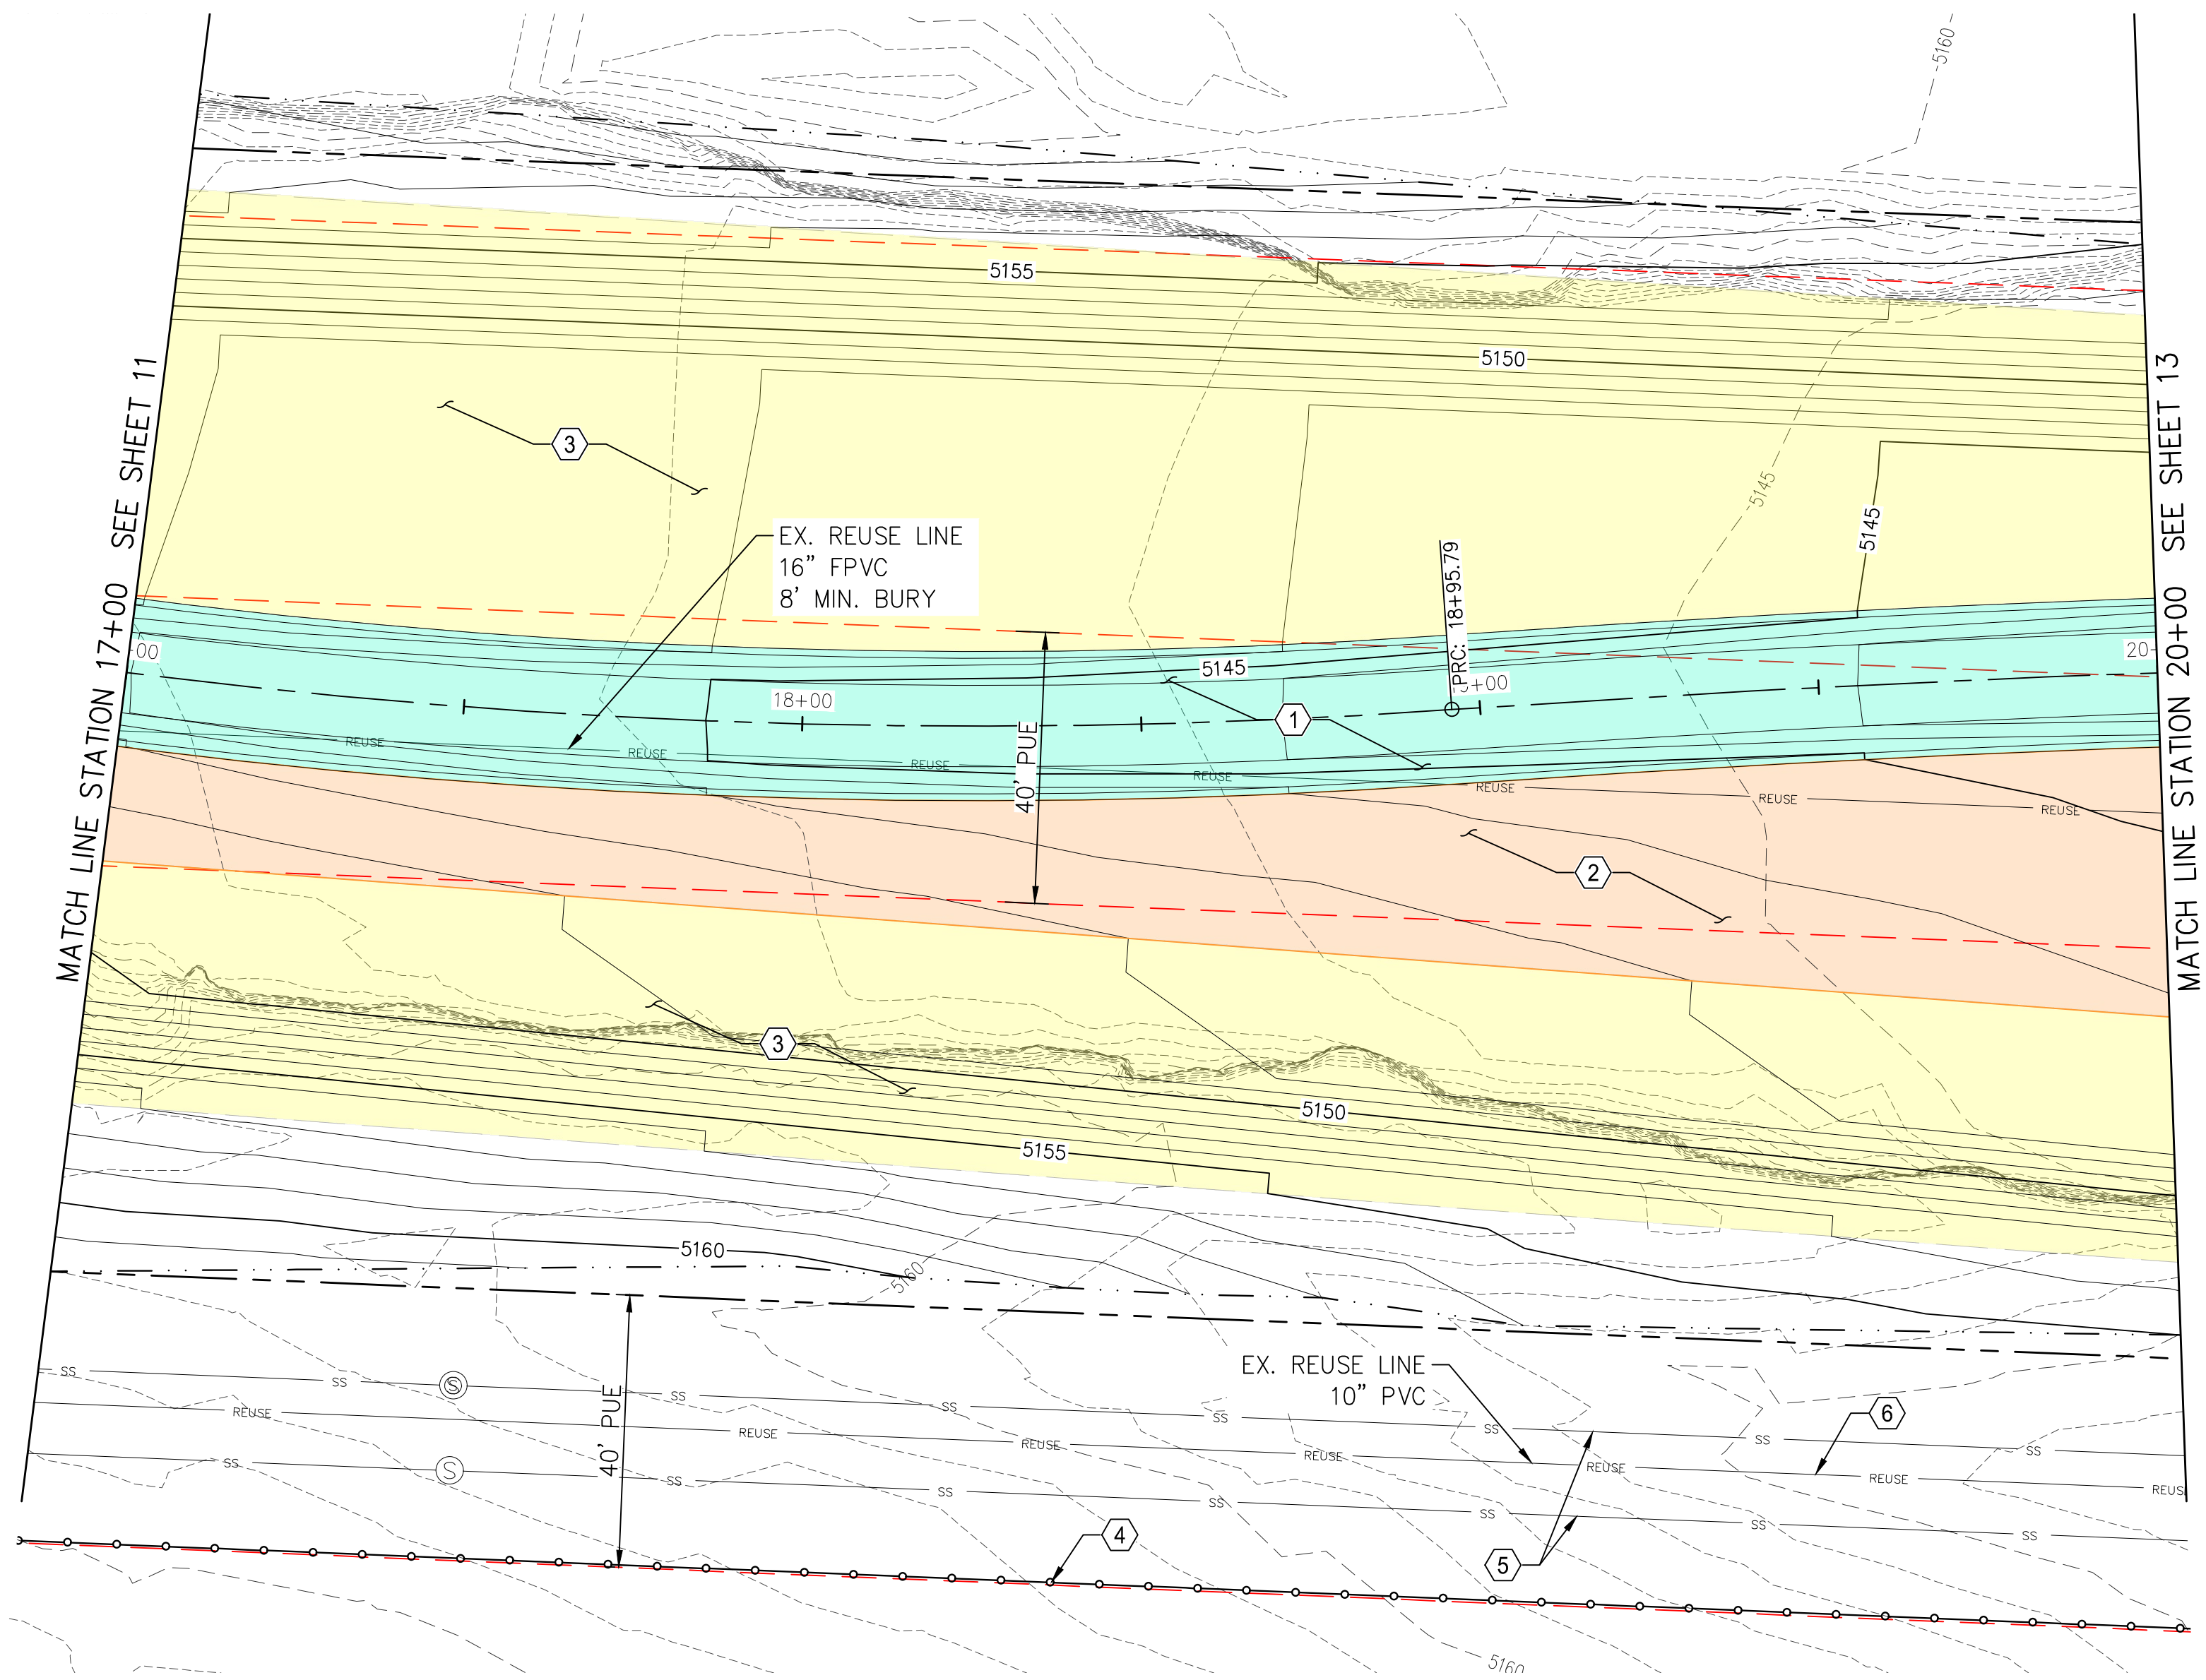 5160
5155
5150
MATCH LINE STATION 17+00 SEE SHEET 11
MATCH LINE STATION 20+00 SEE SHEET 13
3
5145
5145
EX. REUSE LINE
16" FPVC
8' MIN. BURY
PRC: 18+95.79
00
5145
18+00
+00
20+
1
40' PUE
REUSE
REUSE
REUSE
REUSE
REUSE
REUSE
REUSE
2
3
5150
5155
5160
5160
EX. REUSE LINE
10" PVC
40' PUE
6
SS
SS
SS
SS
SS
SS
SS
SS
S
REUSE
REUSE
REUSE
REUSE
REUSE
REUSE
REUS
S
SS
SS
SS
SS
SS
SS
SS
4
5
5160